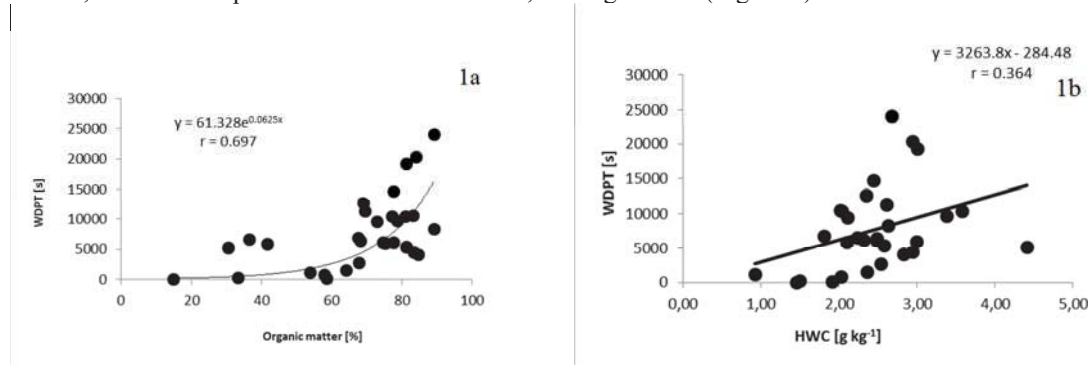 1a
y = 61.328e^0.0625x
r = 0.697
WDPT [s]
30000
25000
20000
15000
10000
5000
0
0 20 40 60 80 100
Organic matter [%]
y = 3263.8x - 284.48
r = 0.364
1b
WDPT [s]
30000
25000
20000
15000
10000
5000
0
0,00 1,00 2,00 3,00 4,00 5,00
HWC [g kg⁻¹]